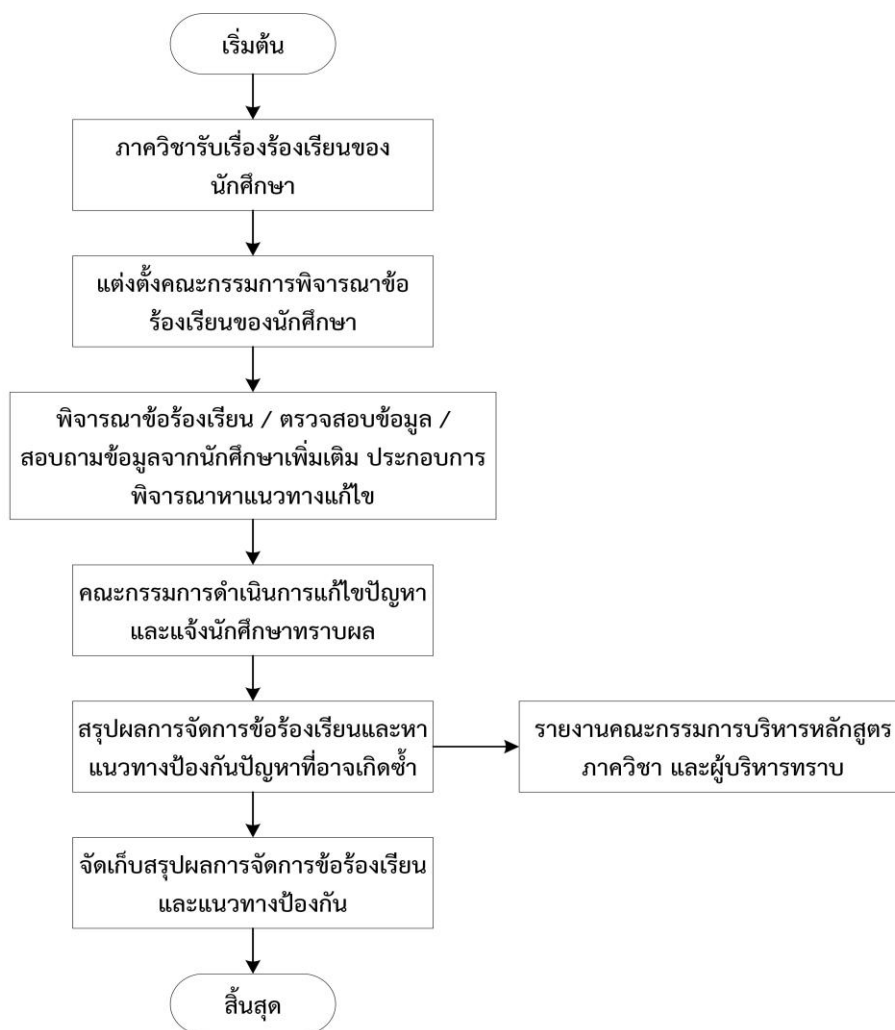 เริ่มต้น
ภาควิชารับเรื่องร้องเรียนของ
นักศึกษา
แต่งตั้งคณะกรรมการพิจารณาข้อ
ร้องเรียนของนักศึกษา
พิจารณาข้อร้องเรียน / ตรวจสอบข้อมูล /
สอบถามข้อมูลจากนักศึกษาเพิ่มเติม ประกอบการ
พิจารณาหาแนวทางแก้ไข
คณะกรรมการดำเนินการแก้ไขปัญหา
และแจ้งนักศึกษาทราบผล
สรุปผลการจัดการข้อร้องเรียนและหา
แนวทางป้องกันปัญหาที่อาจเกิดซ้ำ
รายงานคณะกรรมการบริหารหลักสูตร
ภาควิชา และผู้บริหารทราบ
จัดเก็บสรุปผลการจัดการข้อร้องเรียน
และแนวทางป้องกัน
สิ้นสุด